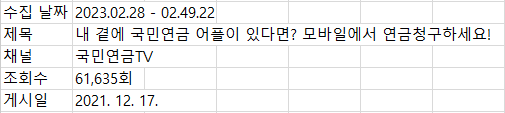 수집 날짜 2023.02.28 - 02.49.22
제목 내 곁에 국민연금 어플이 있다면? 모바일에서 연금청구하세요!
채널 국민연금TV
조회수 61,635회
게시일 2021. 12. 17.